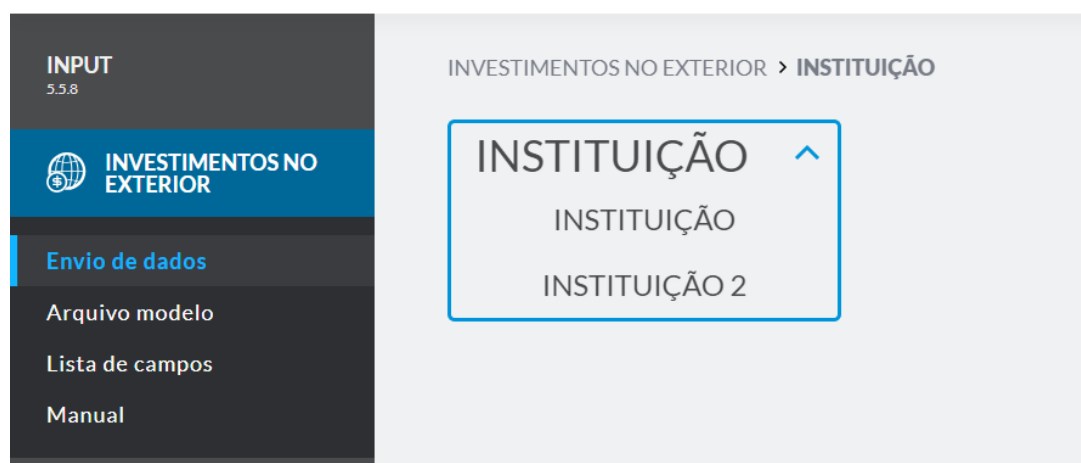 INPUT
5.5.8
INVESTIMENTOS NO
EXTERIOR
Envio de dados
Arquivo modelo
Lista de campos
Manual
INVESTIMENTOS NO EXTERIOR > INSTITUIÇÃO
INSTITUIÇÃO
INSTITUIÇÃO
INSTITUIÇÃO 2